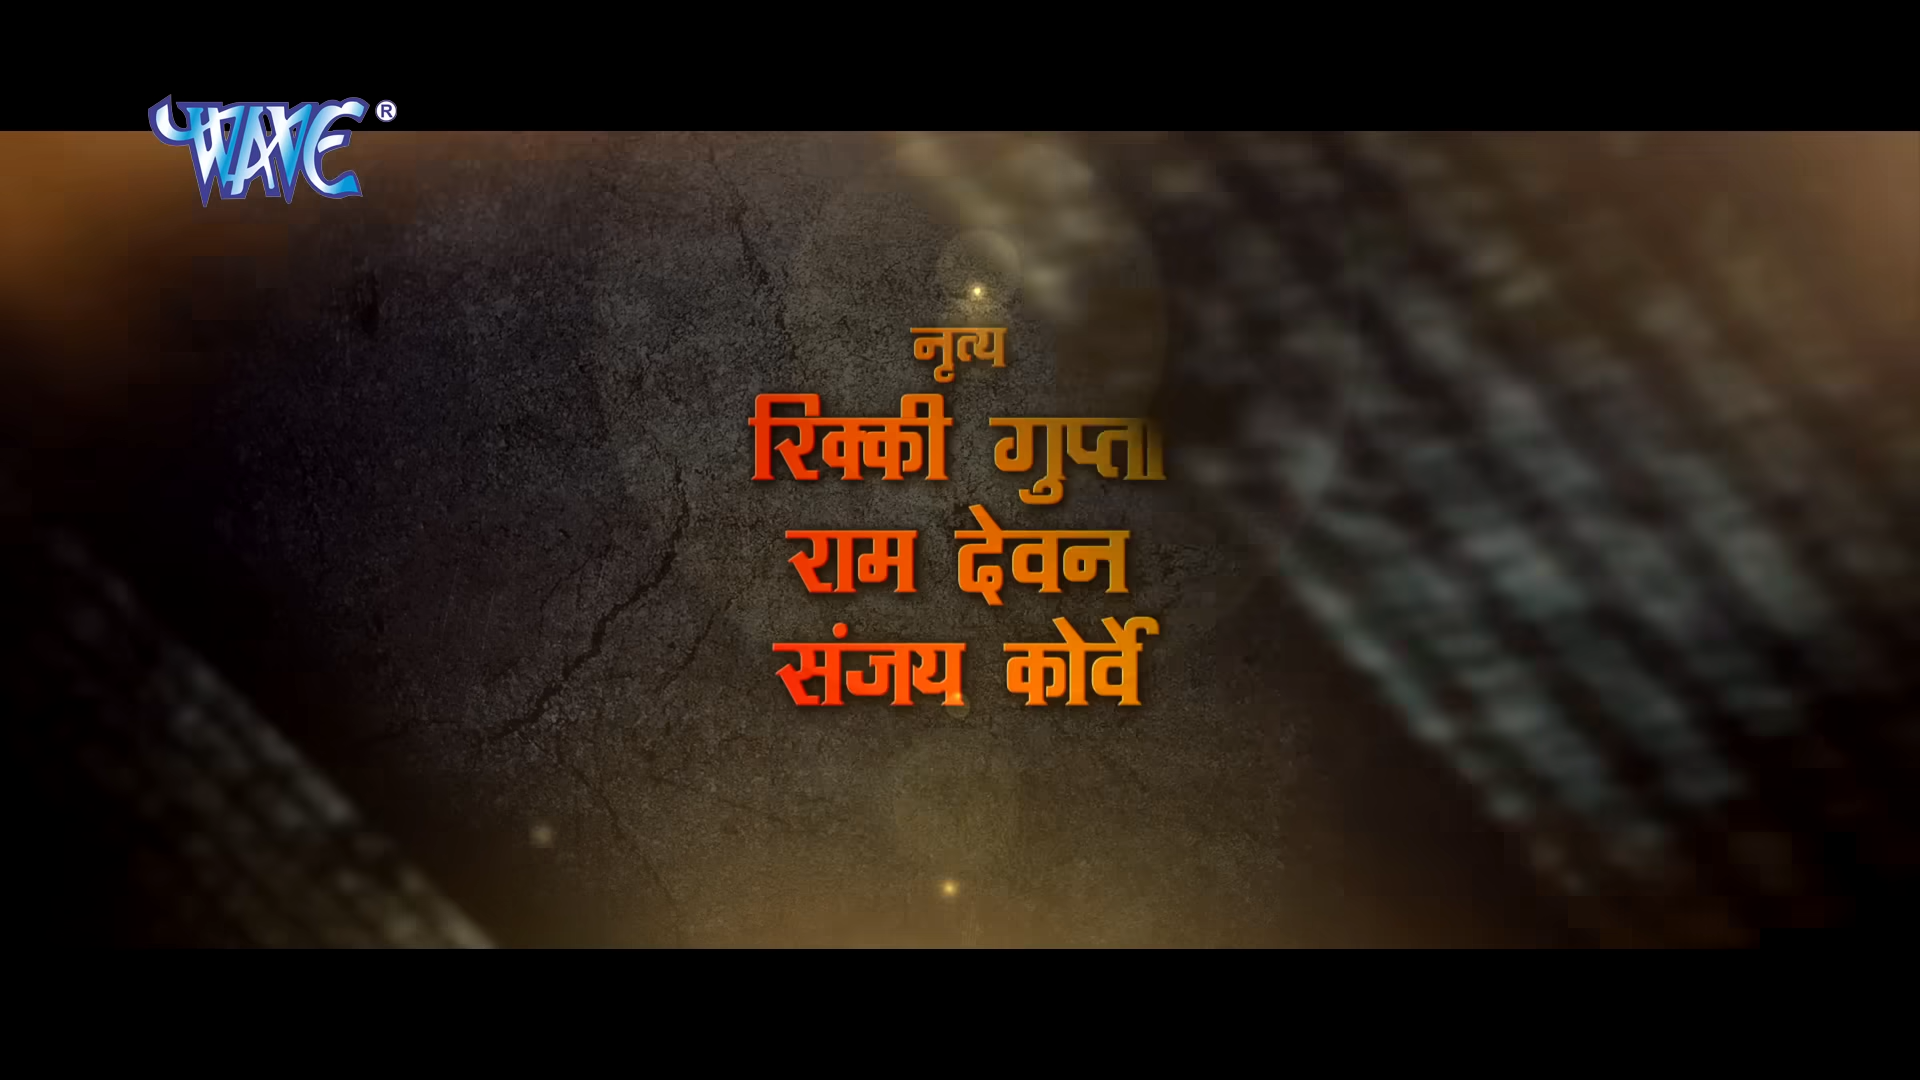 WAVE ®
नृत्य
रिक्की गुप्ता
राम देवन
संजय कोर्वे